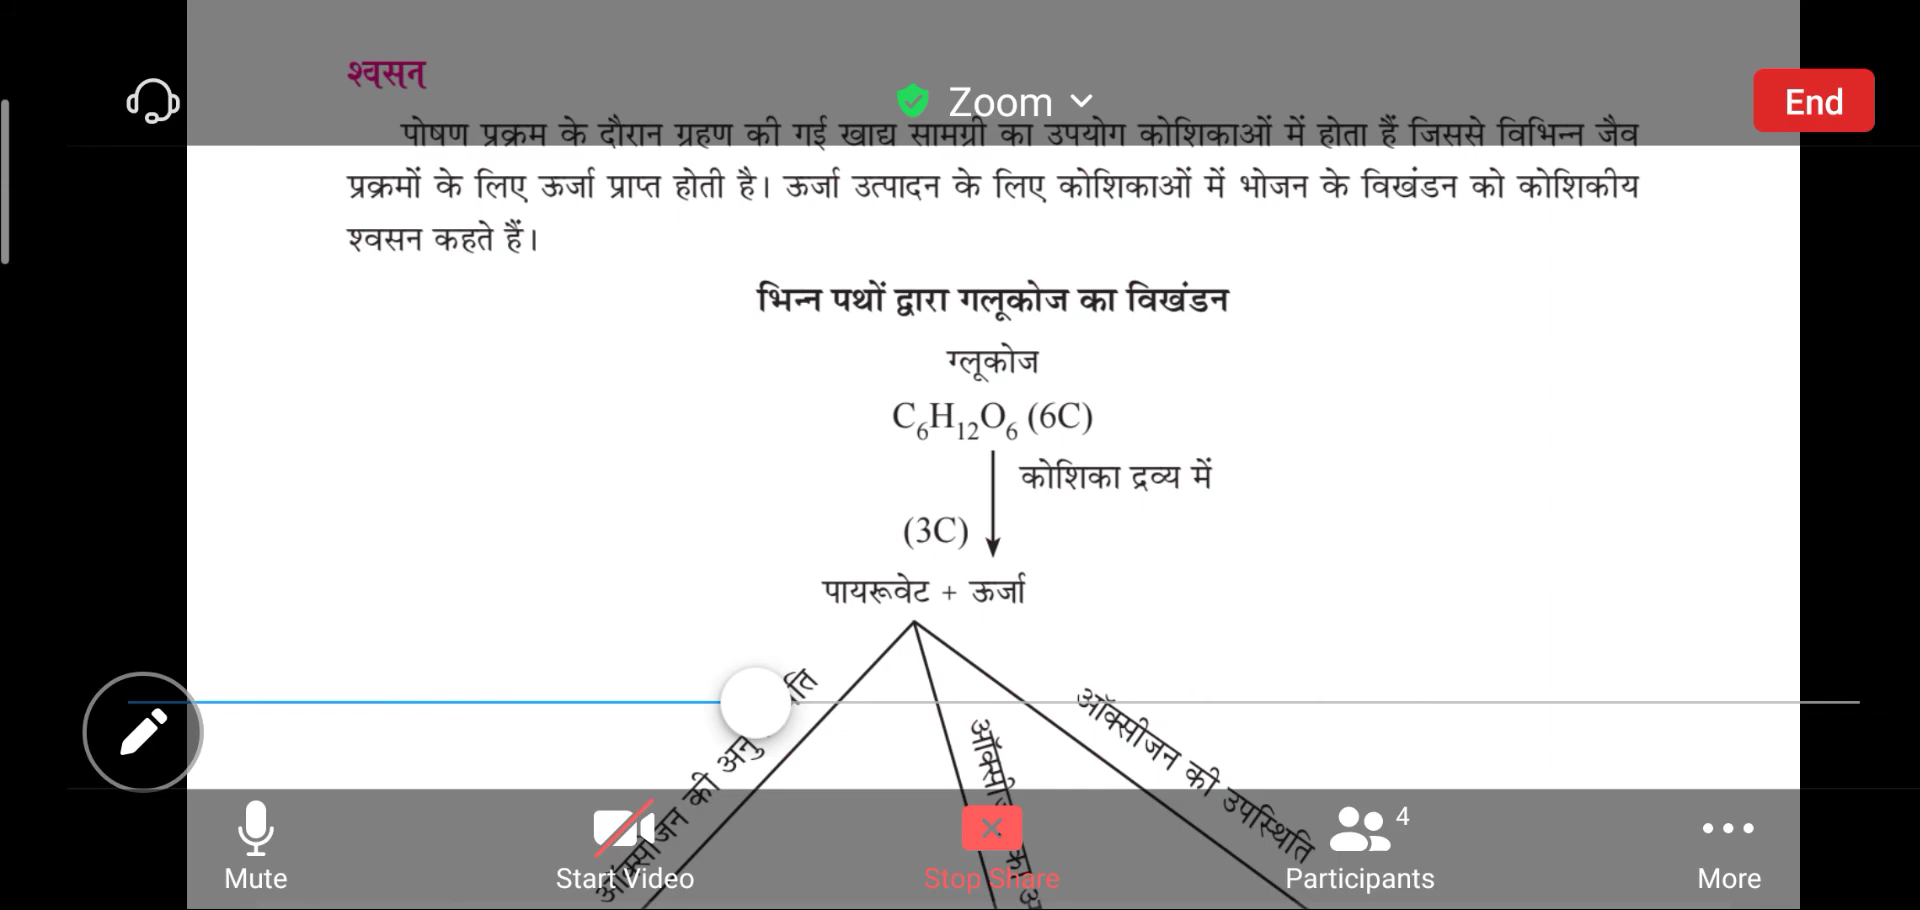 श्वसन
Zoom
End
पोषण प्रक्रम के दौरान ग्रहण की गई खाद्य सामग्री का उपयोग कोशिकाओं में होता हैं जिससे विभिन्न जैव
प्रक्रमों के लिए ऊर्जा प्राप्त होती है। ऊर्जा उत्पादन के लिए कोशिकाओं में भोजन के विखंडन को कोशिकीय
श्वसन कहते हैं।
भिन्न पथों द्वारा गलूकोज का विखंडन
ग्लूकोज
C₆H₁₂O₆ (6C)
कोशिका द्रव्य में
(3C)
पायरूवेट + ऊर्जा
ऑक्सीजन की
ऑक्सीजन की उपस्थिति
4
Mute
Start Video
Stop Share
Participants
More